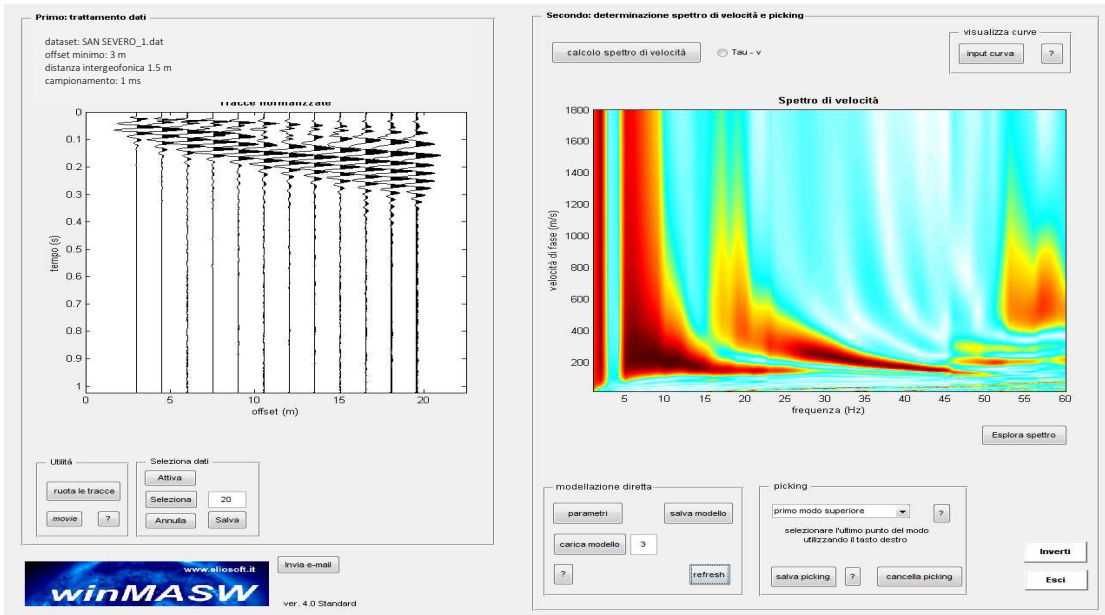 Primo: trattamento dati
dataset: SAN SEVERO_1.dat
offset minimo: 3 m
distanza intergeofonica 1.5 m
campionamento: 1 ms
Tracce normalizzate
0
0.1
0.2
0.3
0.4
0.5
0.6
0.7
0.8
0.9
1
tempo (s)
0 5 10 15 20
offset (m)
Utilità
ruota le tracce
movie ?
Seleziona dati
Attiva
Seleziona 20
Annulla Salva
www.eliosoft.it
winMASW
Invia e-mail
ver. 4.0 Standard
Secondo: determinazione spettro di velocità e picking
calcolo spettro di velocità Tau - v
visualizza curve
input curva ?
Spettro di velocità
1800
1600
1400
1200
1000
800
600
400
200
velocità di fase (m/s)
5 10 15 20 25 30 35 40 45 50 55 60
frequenza (Hz)
Esplora spettro
modellazione diretta
parametri salva modello
carica modello 3
? refresh
picking
primo modo superiore ?
selezionare l'ultimo punto del modo
utilizzando il tasto destro
salva picking ? cancella picking
Inverti
Esci